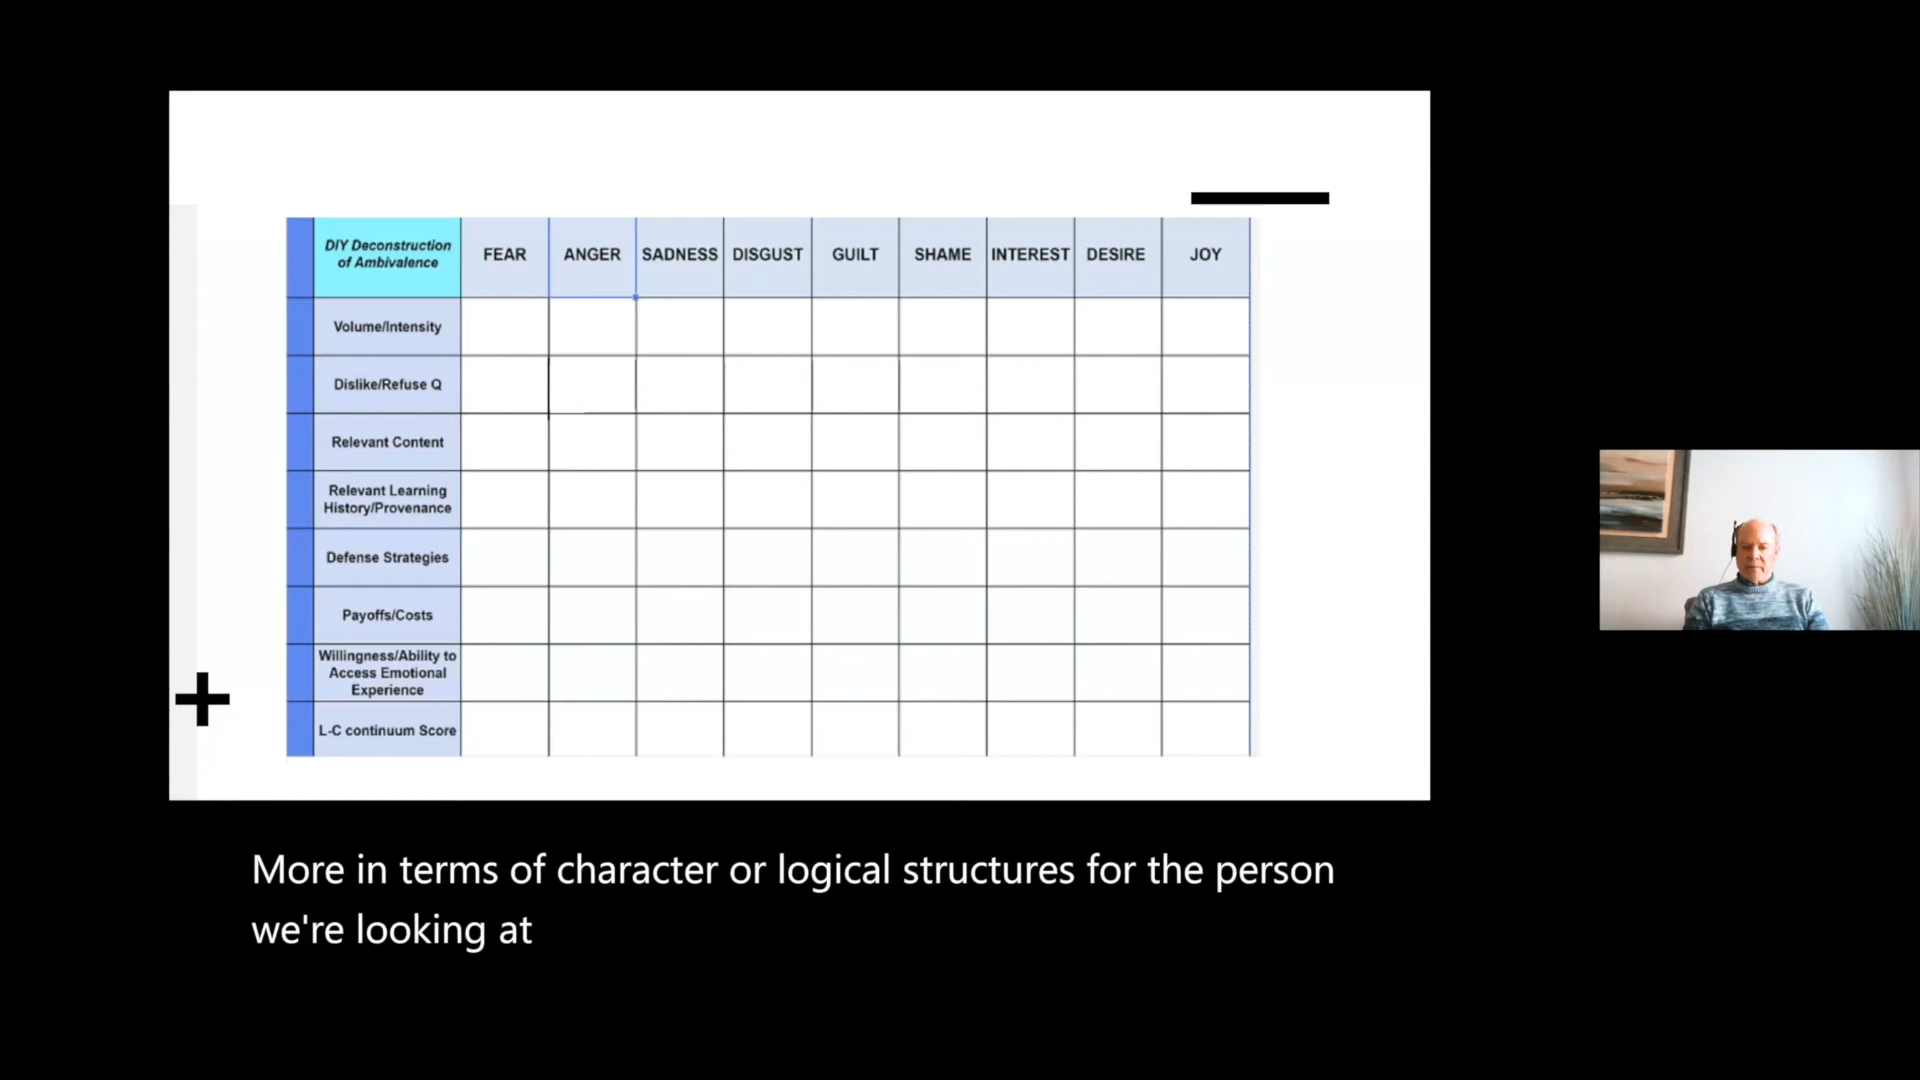 DIY Deconstruction
of Ambivalence
FEAR
ANGER
SADNESS
DISGUST
GUILT
SHAME
INTEREST
DESIRE
JOY
Volume/Intensity
Dislike/Refuse Q
Relevant Content
Relevant Learning
History/Provenance
Defense Strategies
Payoffs/Costs
Willingness/Ability to
Access Emotional
Experience
L-C continuum Score
More in terms of character or logical structures for the person
we're looking at